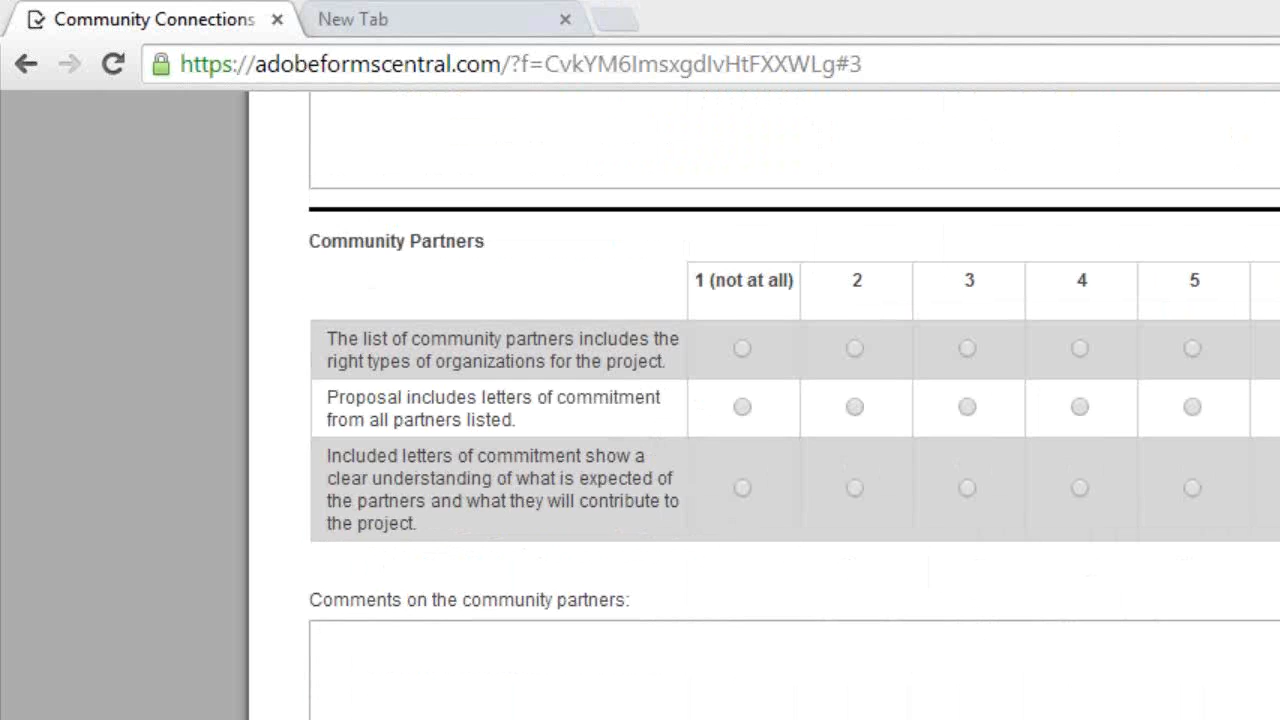 Community Connections
New Tab
https://adobeformscentral.com/?f=CvkYM6ImsxgdIvHtFXXWLg#3
Community Partners
1 (not at all) 2 3 4 5
The list of community partners includes the
right types of organizations for the project.
Proposal includes letters of commitment
from all partners listed.
Included letters of commitment show a
clear understanding of what is expected of
the partners and what they will contribute to
the project.
Comments on the community partners: